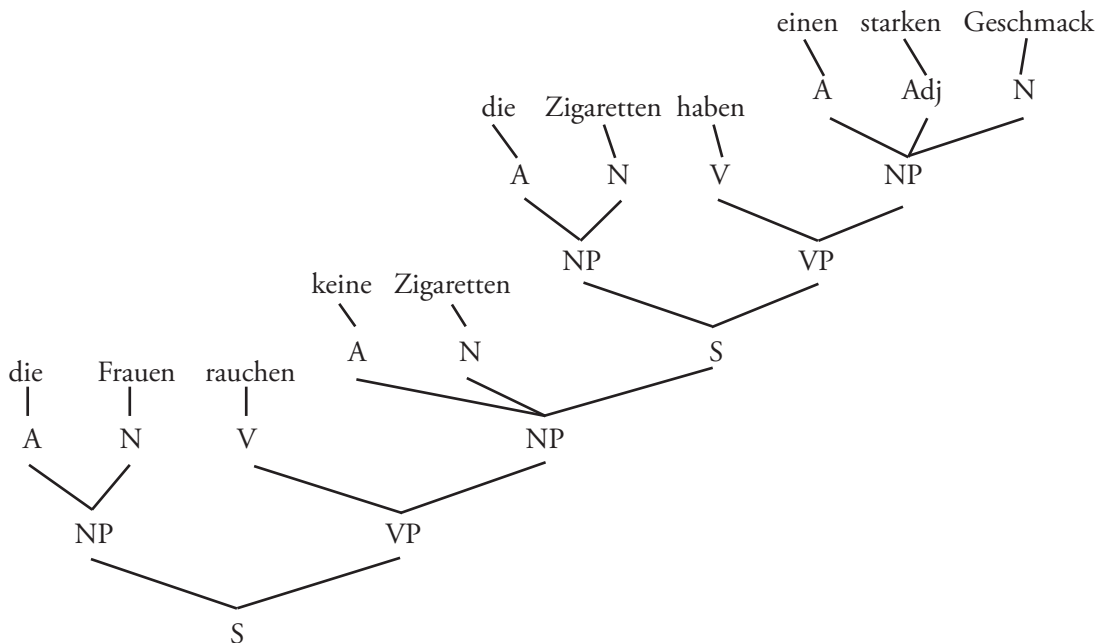 einen starken Geschmack
A Adj N
die Zigaretten haben
A N V NP
NP VP
keine Zigaretten
A N S
die Frauen rauchen
A N V NP
NP VP
S